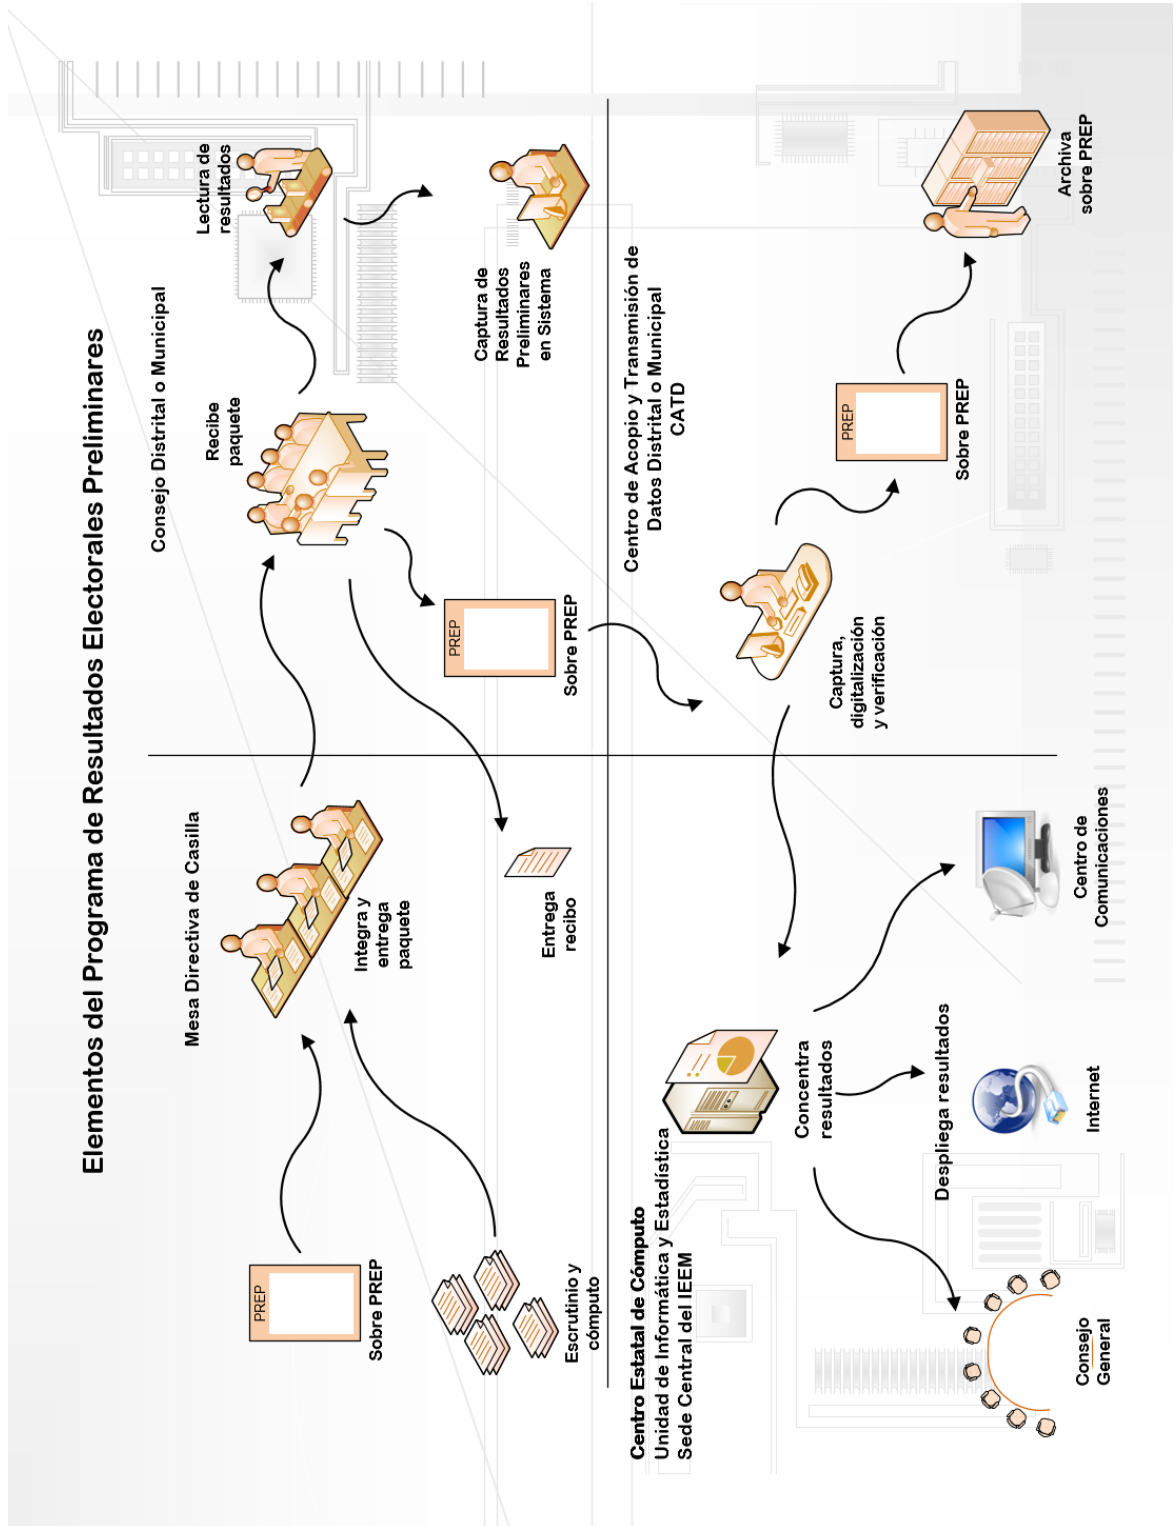 Elementos del Programa de Resultados Electorales Preliminares
Mesa Directiva de Casilla
PREP
Sobre PREP
Escrutinio y
cómputo
Integra y
entrega
paquete
Entrega
recibo
Consejo Distrital o Municipal
Recibe
paquete
Lectura de
resultados
Captura de
Resultados
Preliminares
en Sistema
PREP
Sobre PREP
Centro Estatal de Cómputo
Unidad de Informática y Estadística
Sede Central del IEEM
Concentra
resultados
Despliega resultados
Consejo
General
Internet
Centro de
Comunicaciones
Centro de Acopio y Transmisión de
Datos Distrital o Municipal
CATD
Captura,
digitalización
y verificación
PREP
Sobre PREP
Archiva
sobre PREP